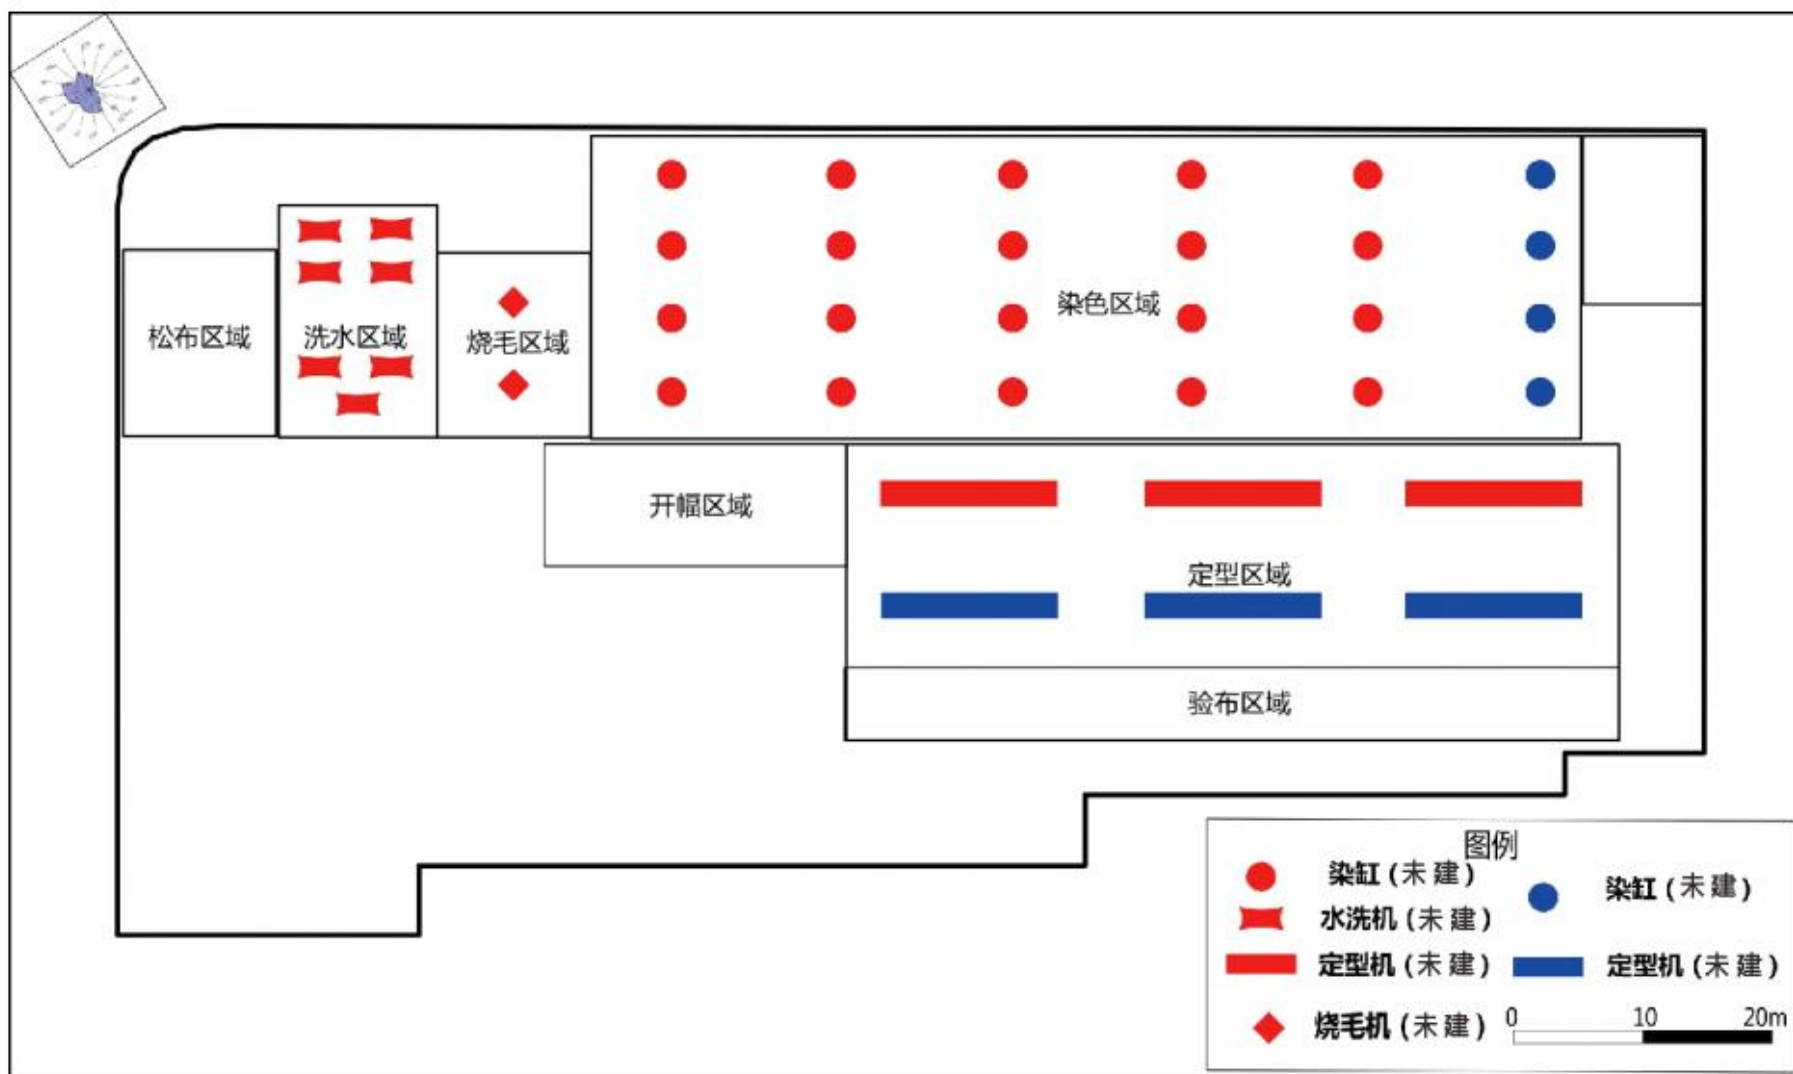 染色区域
松布区域
洗水区域
烧毛区域
开幅区域
定型区域
验布区域
图例
染缸 (未 建)
染缸 (未 建)
水洗机 (未 建)
定型机 (未 建)
定型机 (未 建)
烧毛机 (未 建)
0 10 20m